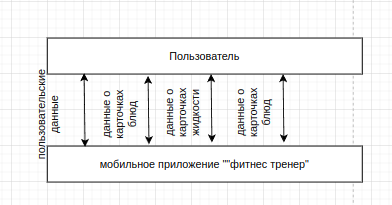 Пользователь
пользовательские
данные
данные о
карточках
блюд
данные о
карточках
жидкости
данные о
карточках
блюд
мобильное приложение ""фитнес тренер"